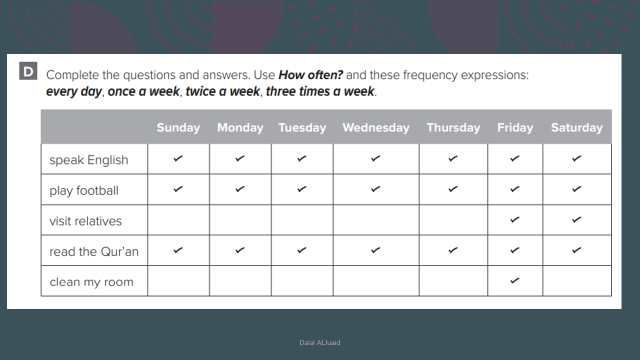 D
Complete the questions and answers. Use How often? and these frequency expressions:
every day, once a week, twice a week, three times a week.
Sunday Monday Tuesday Wednesday Thursday Friday Saturday
speak English ✓ ✓ ✓ ✓ ✓ ✓ ✓
play football ✓ ✓ ✓ ✓ ✓ ✓ ✓
visit relatives ✓ ✓
read the Qur'an ✓ ✓ ✓ ✓ ✓ ✓ ✓
clean my room ✓
Dalal ALJuaid